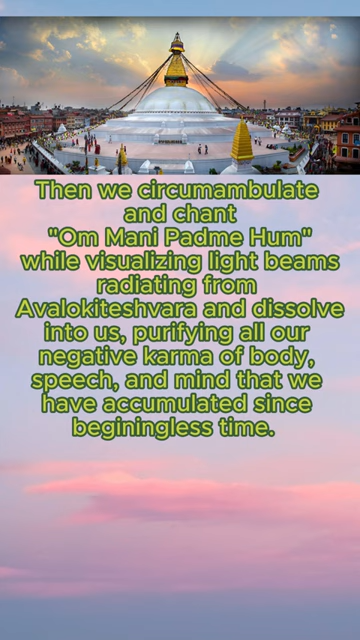 Then we circumambulate
and chant
"Om Mani Padme Hum"
while visualizing light beams
radiating from
Avalokiteshvara and dissolve
into us, purifying all our
negative karma of body,
speech, and mind that we
have accumulated since
beginingless time.